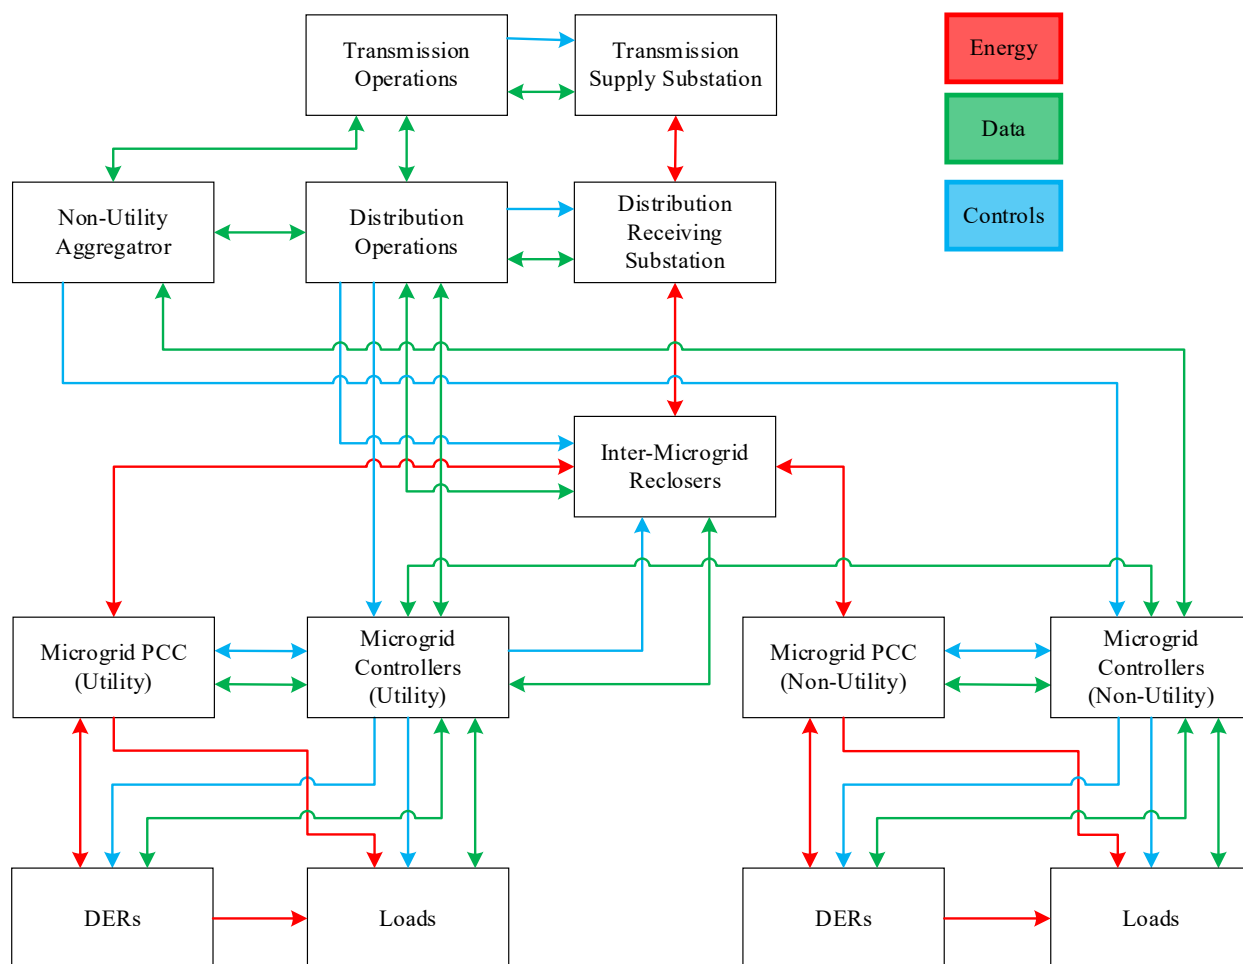 Transmission
Operations
Transmission
Supply Substation
Energy
Data
Non-Utility
Aggregatror
Distribution
Operations
Distribution
Receiving
Substation
Controls
Inter-Microgrid
Reclosers
Microgrid PCC
(Utility)
Microgrid
Controllers
(Utility)
Microgrid PCC
(Non-Utility)
Microgrid
Controllers
(Non-Utility)
DERs
Loads
DERs
Loads